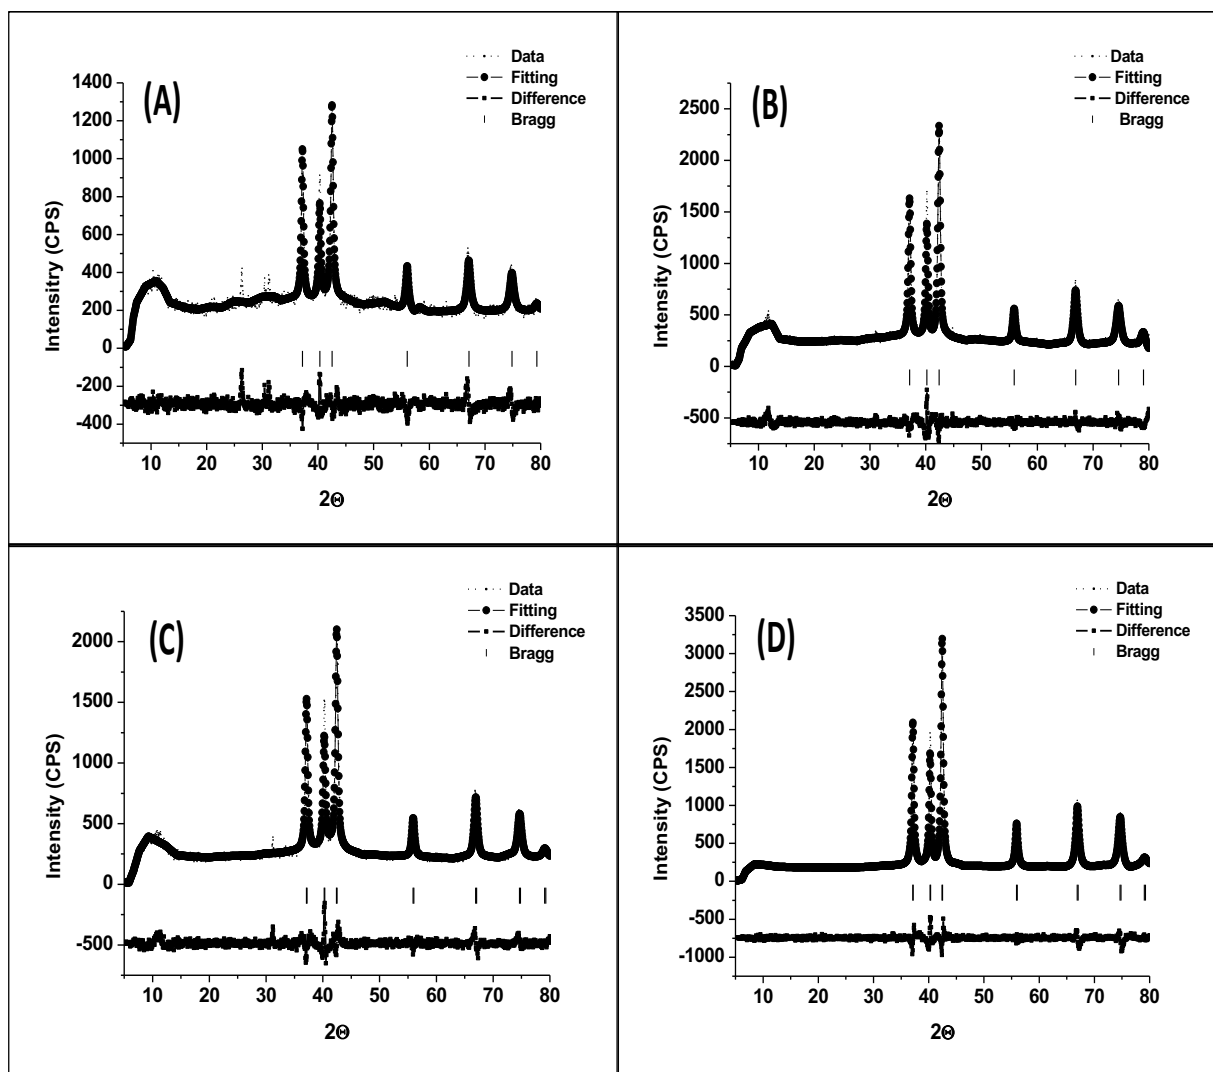 (A)
Data
Fitting
Difference
Bragg
Intensitry (CPS)
1400
1200
1000
800
600
400
200
0
-200
-400
10 20 30 40 50 60 70 80
2Θ
(B)
Data
Fitting
Difference
Bragg
Intensity (CPS)
2500
2000
1500
1000
500
0
-500
10 20 30 40 50 60 70 80
2Θ
(C)
Data
Fitting
Difference
Bragg
Intensity (CPS)
2000
1500
1000
500
0
-500
10 20 30 40 50 60 70 80
2Θ
(D)
Data
Fitting
Difference
Bragg
Intensity (CPS)
3500
3000
2500
2000
1500
1000
500
0
-500
-1000
10 20 30 40 50 60 70 80
2Θ